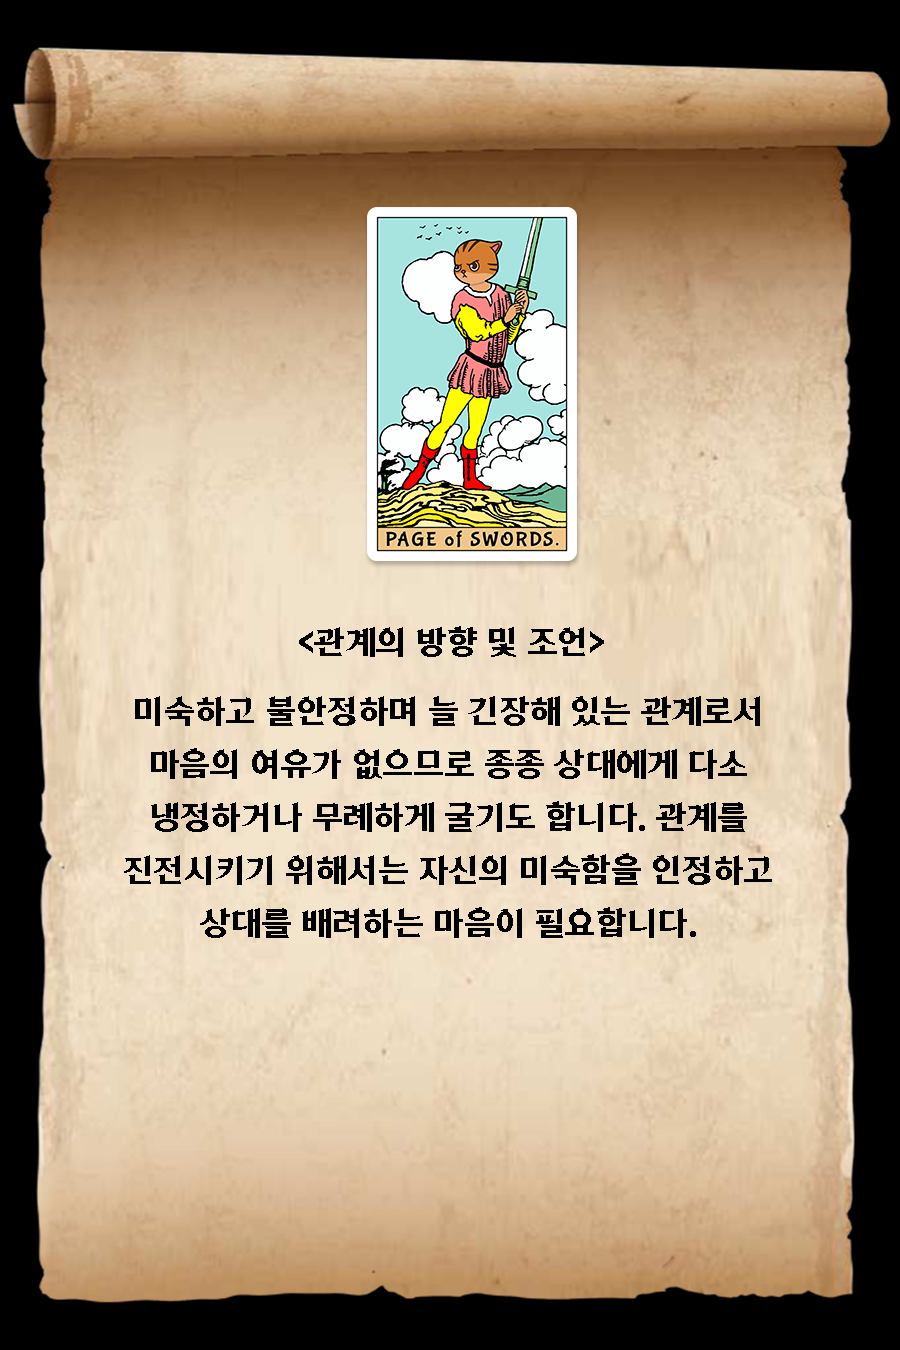 PAGE of SWORDS.
<관계의 방향 및 조언>
미숙하고 불안정하며 늘 긴장해 있는 관계로서
마음의 여유가 없으므로 종종 상대에게 다소
냉정하거나 무례하게 굴기도 합니다. 관계를
진전시키기 위해서는 자신의 미숙함을 인정하고
상대를 배려하는 마음이 필요합니다.